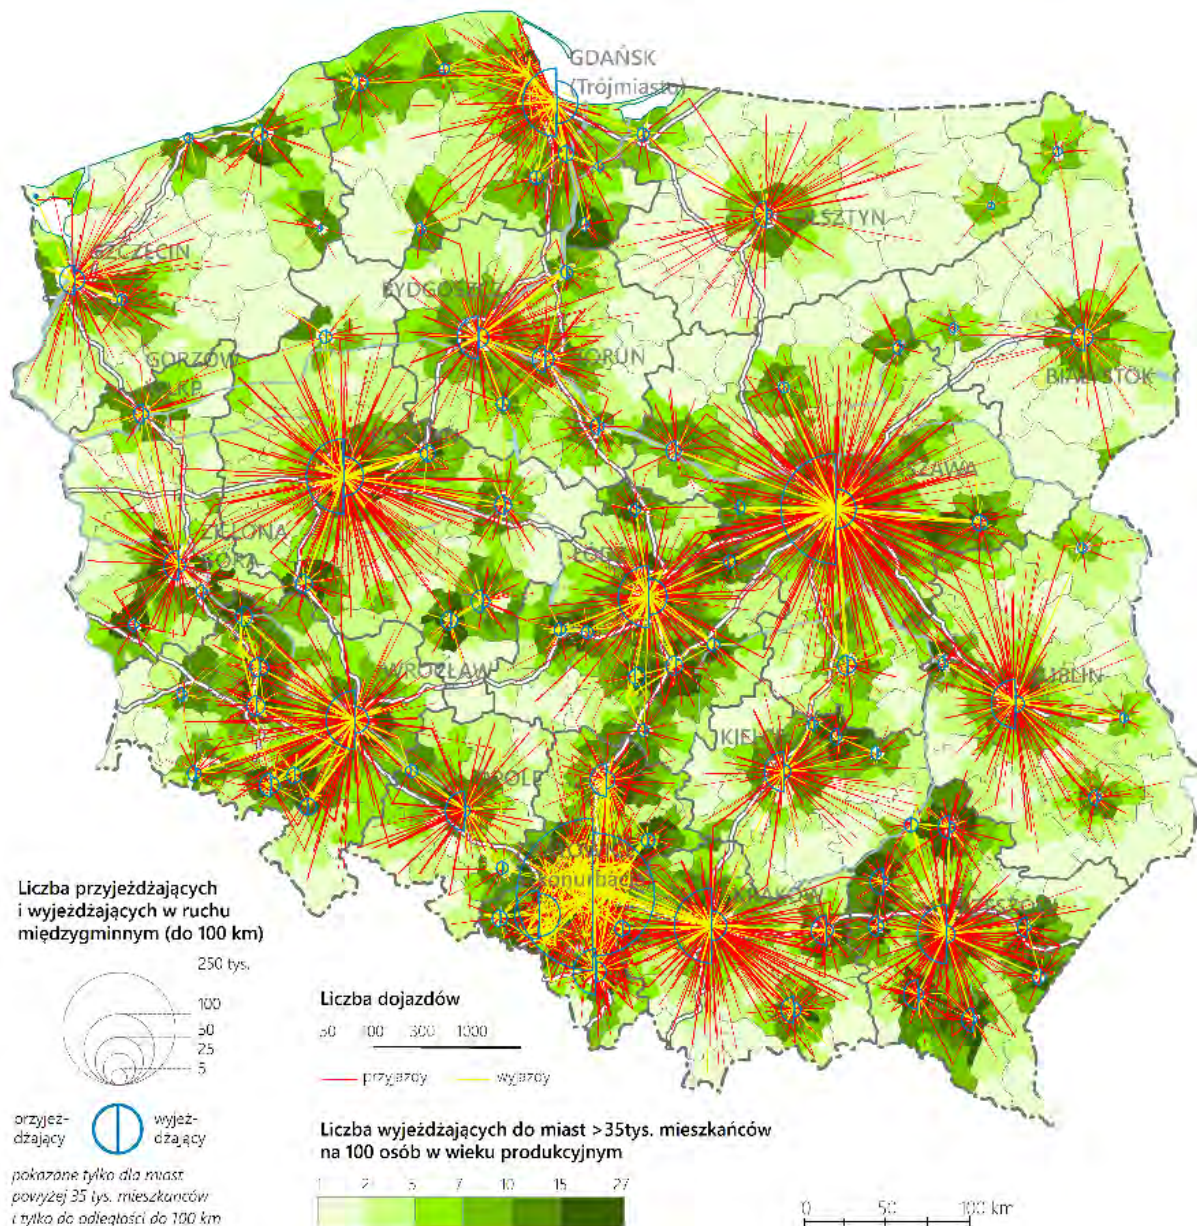 GDAŃSK
(Trójmiasto)
SZCZECIN
BYDGOSZCZ
TORUŃ
BIAŁYSTOK
GORZÓW
WLKP.
ZIELONA
GÓRA
ŁÓDŹ
WROCŁAW
LUBLIN
KIELCE
OPOLE
KRAKÓW
Liczba przyjeżdżających
i wyjeżdżających w ruchu
międzygminnym (do 100 km)
250 tys.
100
50
25
5
przyjeż-
dżający
wyjeż-
dżający
pokazane tylko dla miast
powyżej 35 tys. mieszkańców
i tylko do odległości do 100 km
Liczba dojazdów
50 100 500 1000
przyjazdy wyjazdy
Liczba wyjeżdżających do miast >35tys. mieszkańców
na 100 osób w wieku produkcyjnym
1 2 5 7 10 15 27
0 50 100 km